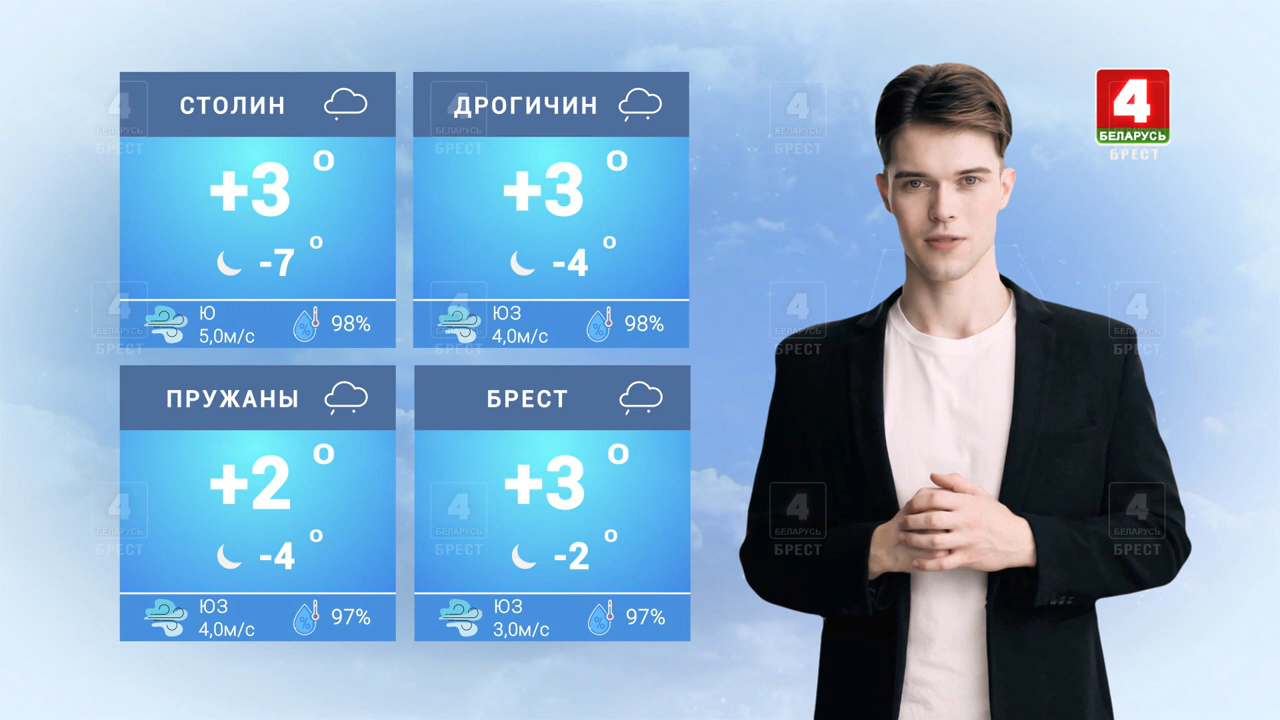 СТОЛИН
+3°
-7°
Ю
5,0м/с
98%
ДРОГИЧИН
+3°
-4°
ЮЗ
4,0м/с
98%
ПРУЖАНЫ
+2°
-4°
ЮЗ
4,0м/с
97%
БРЕСТ
+3°
-2°
ЮЗ
3,0м/с
97%
4
БЕЛАРУСЬ
БРЕСТ